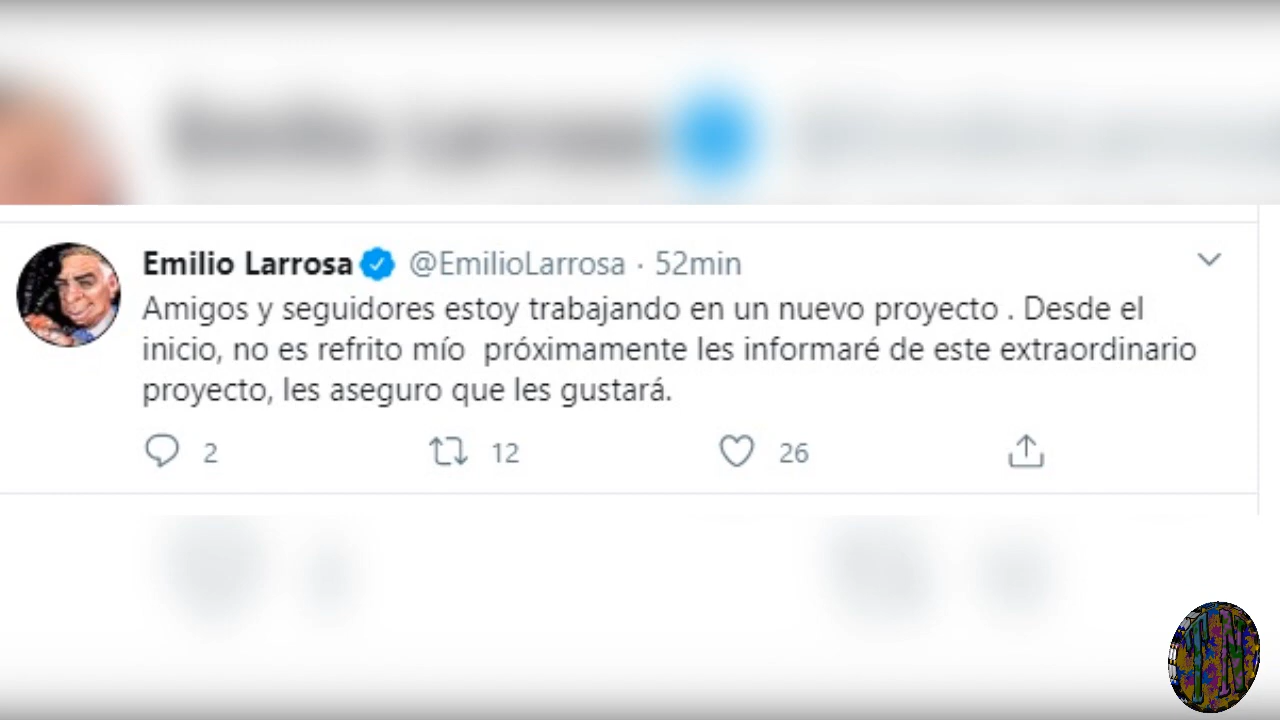 Emilio Larrosa @EmilioLarrosa · 52min
Amigos y seguidores estoy trabajando en un nuevo proyecto . Desde el
inicio, no es refrito mío  próximamente les informaré de este extraordinario
proyecto, les aseguro que les gustará.
2 12 26
TN